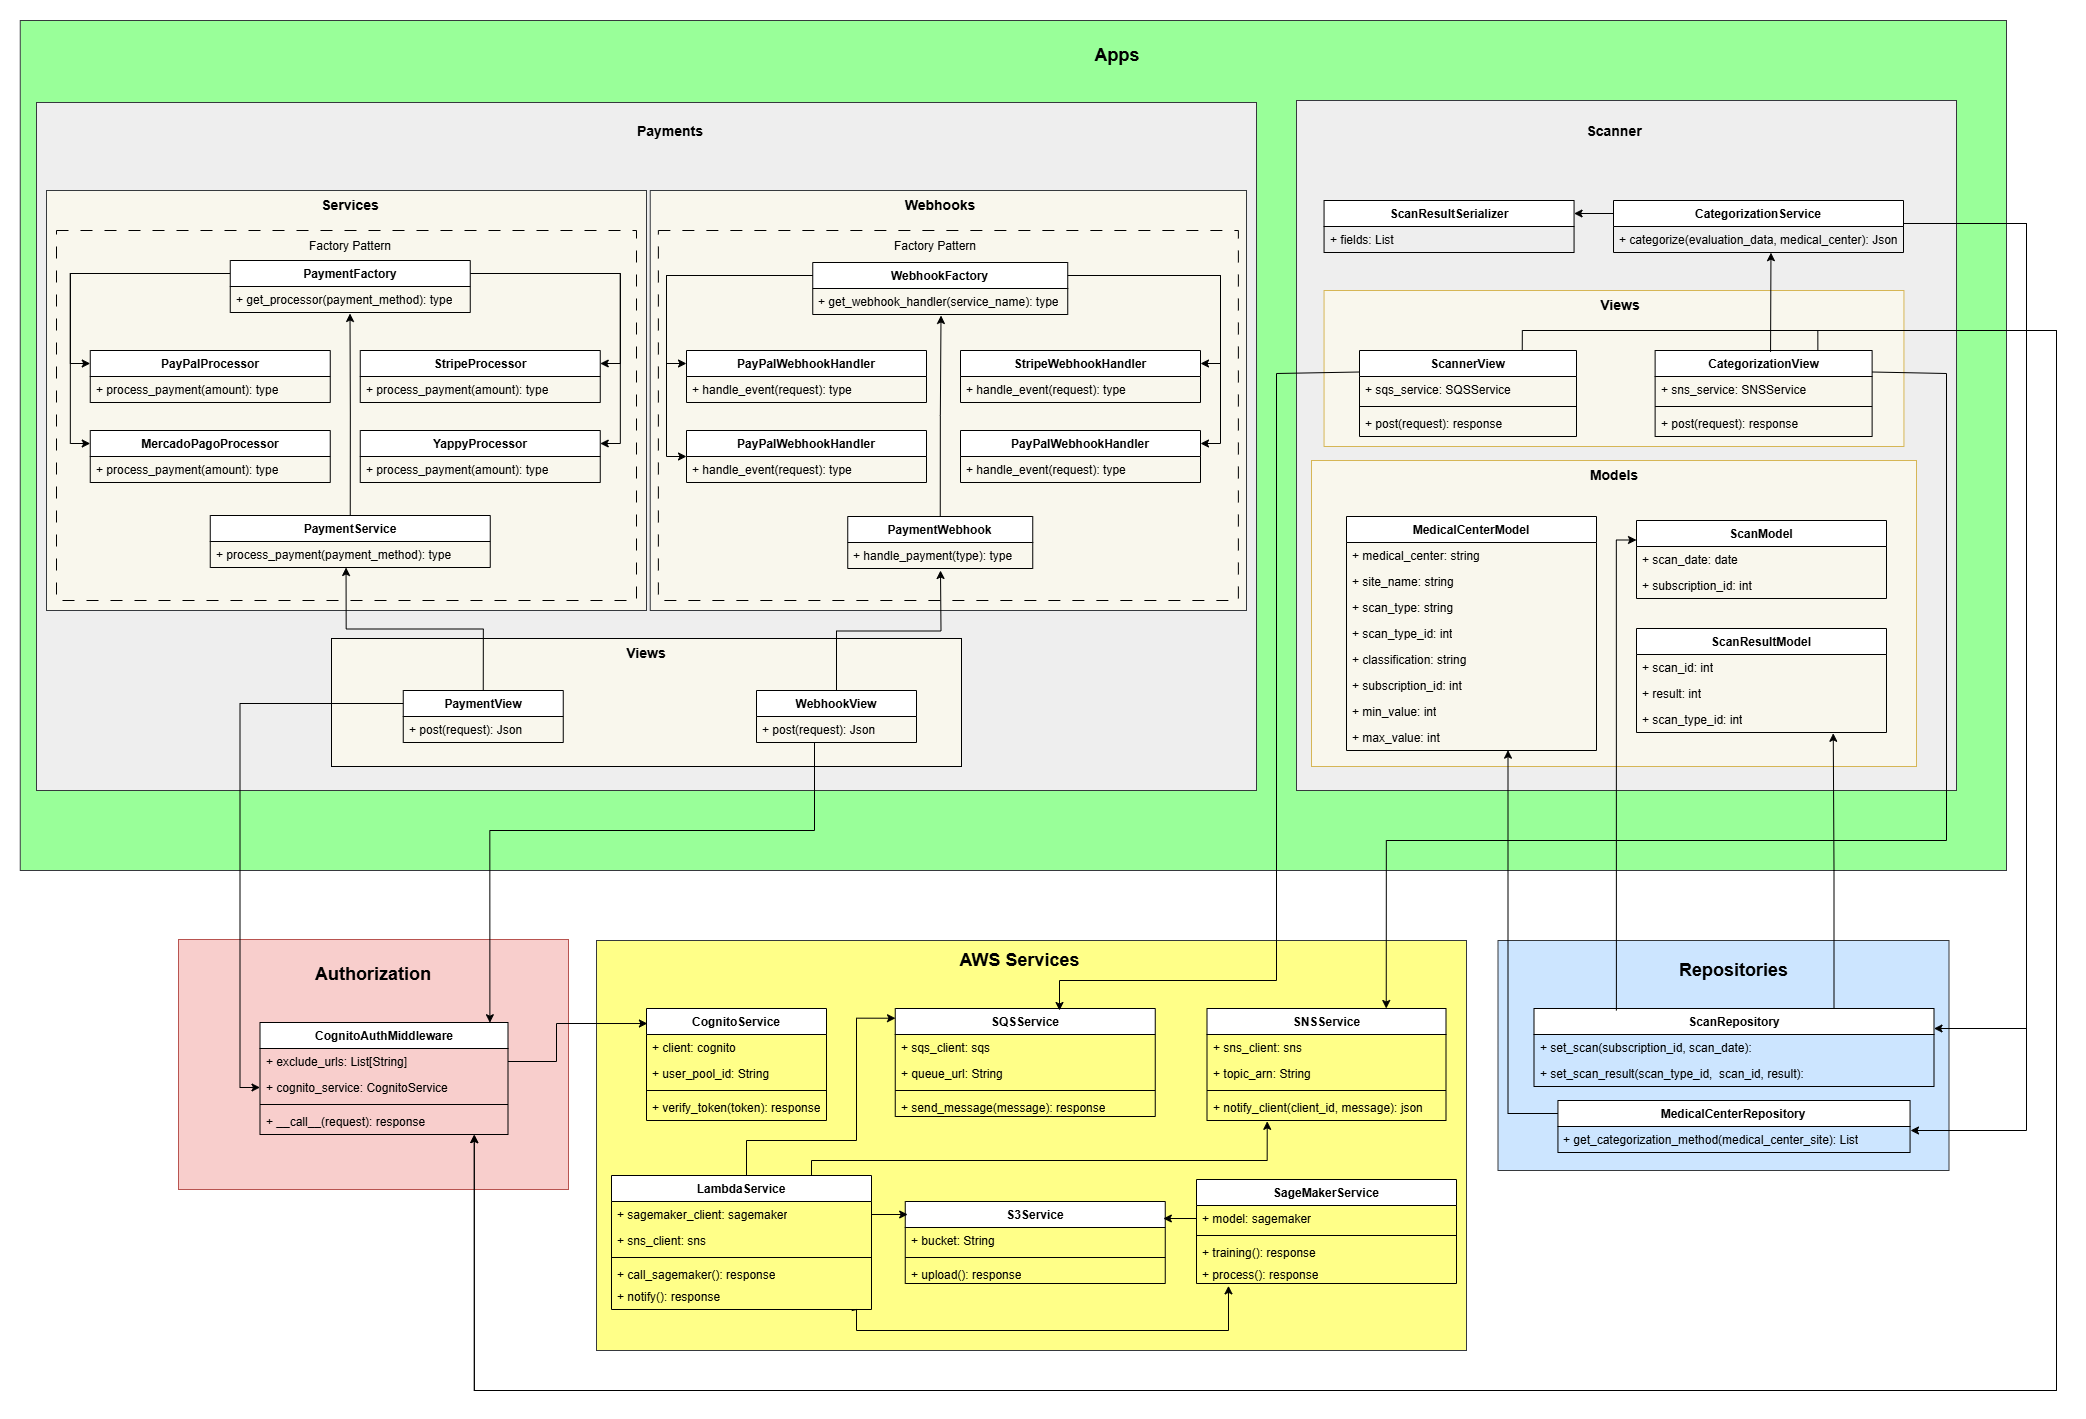 Apps
Payments
Services
Factory Pattern
PaymentFactory
+ get_processor(payment_method): type
PayPalProcessor
+ process_payment(amount): type
StripeProcessor
+ process_payment(amount): type
MercadoPagoProcessor
+ process_payment(amount): type
YappyProcessor
+ process_payment(amount): type
PaymentService
+ process_payment(payment_method): type
Webhooks
Factory Pattern
WebhookFactory
+ get_webhook_handler(service_name): type
PayPalWebhookHandler
+ handle_event(request): type
StripeWebhookHandler
+ handle_event(request): type
PayPalWebhookHandler
+ handle_event(request): type
PayPalWebhookHandler
+ handle_event(request): type
PaymentWebhook
+ handle_payment(type): type
Views
PaymentView
+ post(request): Json
WebhookView
+ post(request): Json
Scanner
ScanResultSerializer
+ fields: List
CategorizationService
+ categorize(evaluation_data, medical_center): Json
Views
ScannerView
+ sqs_service: SQSService
+ post(request): response
CategorizationView
+ sns_service: SNSService
+ post(request): response
Models
MedicalCenterModel
+ medical_center: string
+ site_name: string
+ scan_type: string
+ scan_type_id: int
+ classification: string
+ subscription_id: int
+ min_value: int
+ max_value: int
ScanModel
+ scan_date: date
+ subscription_id: int
ScanResultModel
+ scan_id: int
+ result: int
+ scan_type_id: int
Authorization
CognitoAuthMiddleware
+ exclude_urls: List[String]
+ cognito_service: CognitoService
+ __call__(request): response
AWS Services
CognitoService
+ client: cognito
+ user_pool_id: String
+ verify_token(token): response
SQSService
+ sqs_client: sqs
+ queue_url: String
+ send_message(message): response
SNSService
+ sns_client: sns
+ topic_arn: String
+ notify_client(client_id, message): json
LambdaService
+ sagemaker_client: sagemaker
+ sns_client: sns
+ call_sagemaker(): response
+ notify(): response
S3Service
+ bucket: String
+ upload(): response
SageMakerService
+ model: sagemaker
+ training(): response
+ process(): response
Repositories
ScanRepository
+ set_scan(subscription_id, scan_date):
+ set_scan_result(scan_type_id,  scan_id, result):
MedicalCenterRepository
+ get_categorization_method(medical_center_site): List